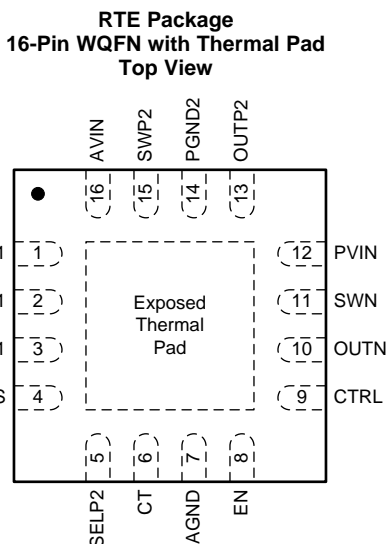 RTE Package
16-Pin WQFN with Thermal Pad
Top View
AVIN
SWP2
PGND2
OUTP2
16
15
14
13
1
12
PVIN
2
11
SWN
Exposed
Thermal
Pad
3
10
OUTN
4
9
CTRL
5
6
7
8
SELP2
CT
AGND
EN